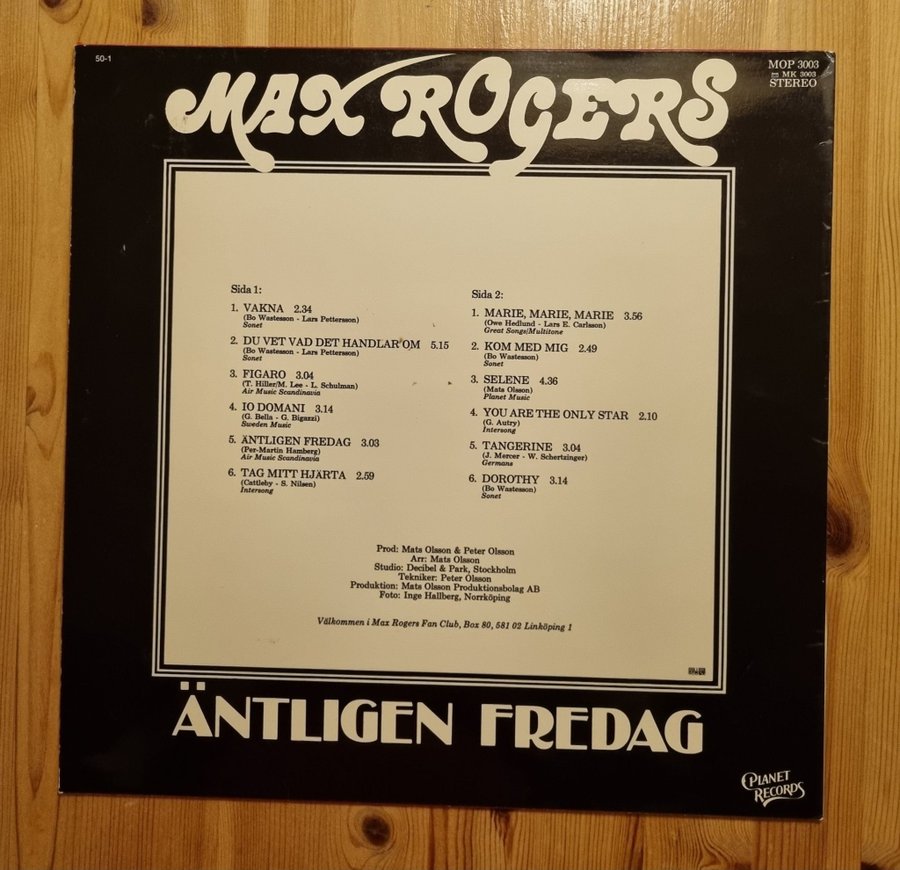 50-1
MOP 3003
MK 3003
STEREO
MAX ROGERS
Sida 1:
1. VAKNA 2.34
(Bo Wastesson - Lars Pettersson)
Sonet
2. DU VET VAD DET HANDLAR OM 5.15
(Bo Wastesson - Lars Pettersson)
Sonet
3. FIGARO 3.04
(T. Hiller/M. Lee - L. Schulman)
Air Music Scandinavia
4. IO DOMANI 3.14
(G. Bella - G. Bigazzi)
Sweden Music
5. ÄNTLIGEN FREDAG 3.03
(Per-Martin Hamberg)
Air Music Scandinavia
6. TAG MITT HJÄRTA 2.59
(Cattleby - S. Nilsen)
Intersong
Sida 2:
1. MARIE, MARIE, MARIE 3.56
(Owe Hedlund - Lars E. Carlsson)
Great Songs/Multitone
2. KOM MED MIG 2.49
(Bo Wastesson)
Sonet
3. SELENE 4.36
(Mats Olsson)
Planet Music
4. YOU ARE THE ONLY STAR 2.10
(G. Autry)
Intersong
5. TANGERINE 3.04
(J. Mercer - W. Schertzinger)
Germans
6. DOROTHY 3.14
(Bo Wastesson)
Sonet
Prod: Mats Olsson & Peter Olsson
Arr: Mats Olsson
Studio: Decibel & Park, Stockholm
Tekniker: Peter Olsson
Produktion: Mats Olsson Produktionsbolag AB
Foto: Inge Hallberg, Norrköping
Välkommen i Max Rogers Fan Club, Box 80, 581 02 Linköping 1
ÄNTLIGEN FREDAG
PLANET
RECORDS